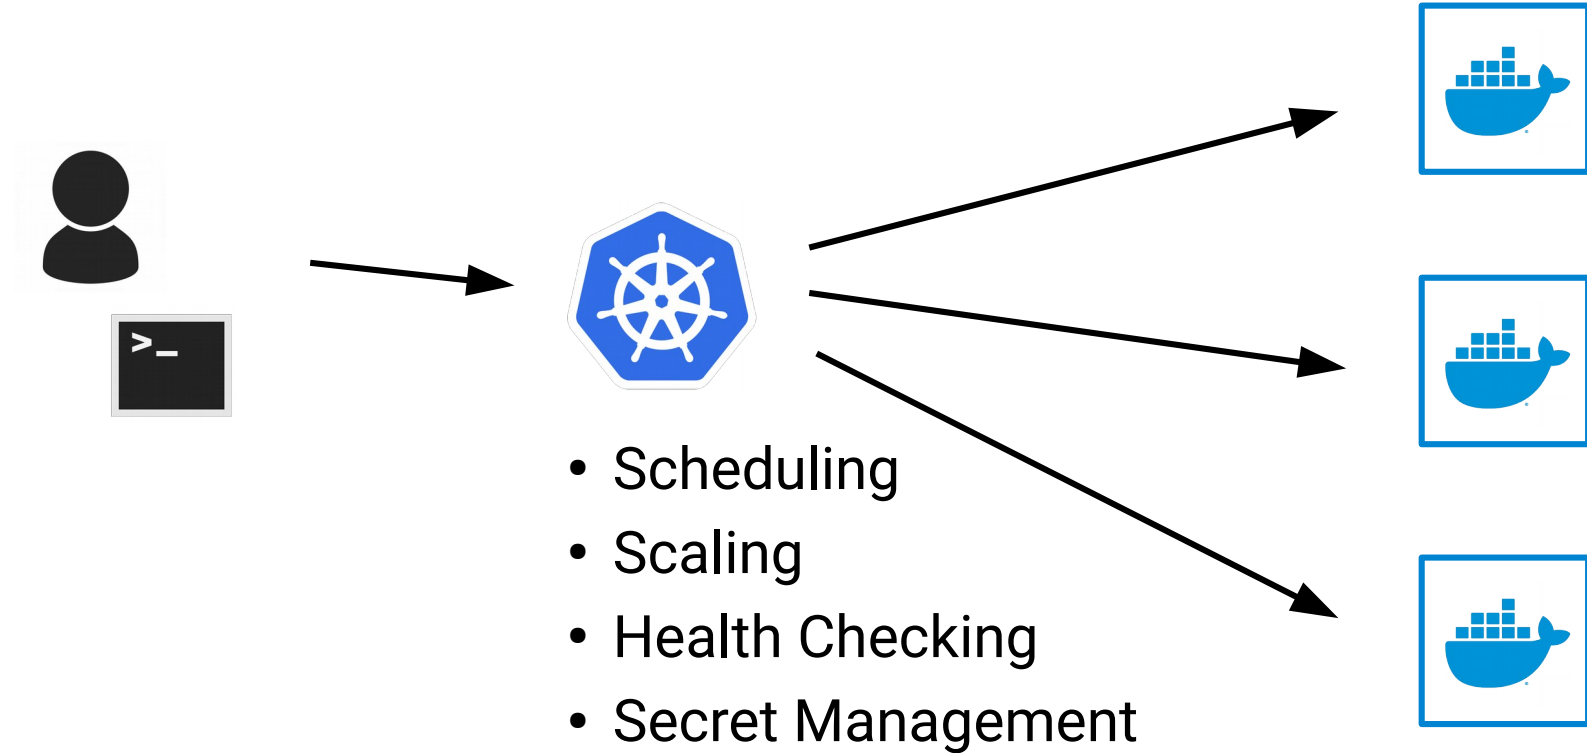 >_
• Scheduling
• Scaling
• Health Checking
• Secret Management